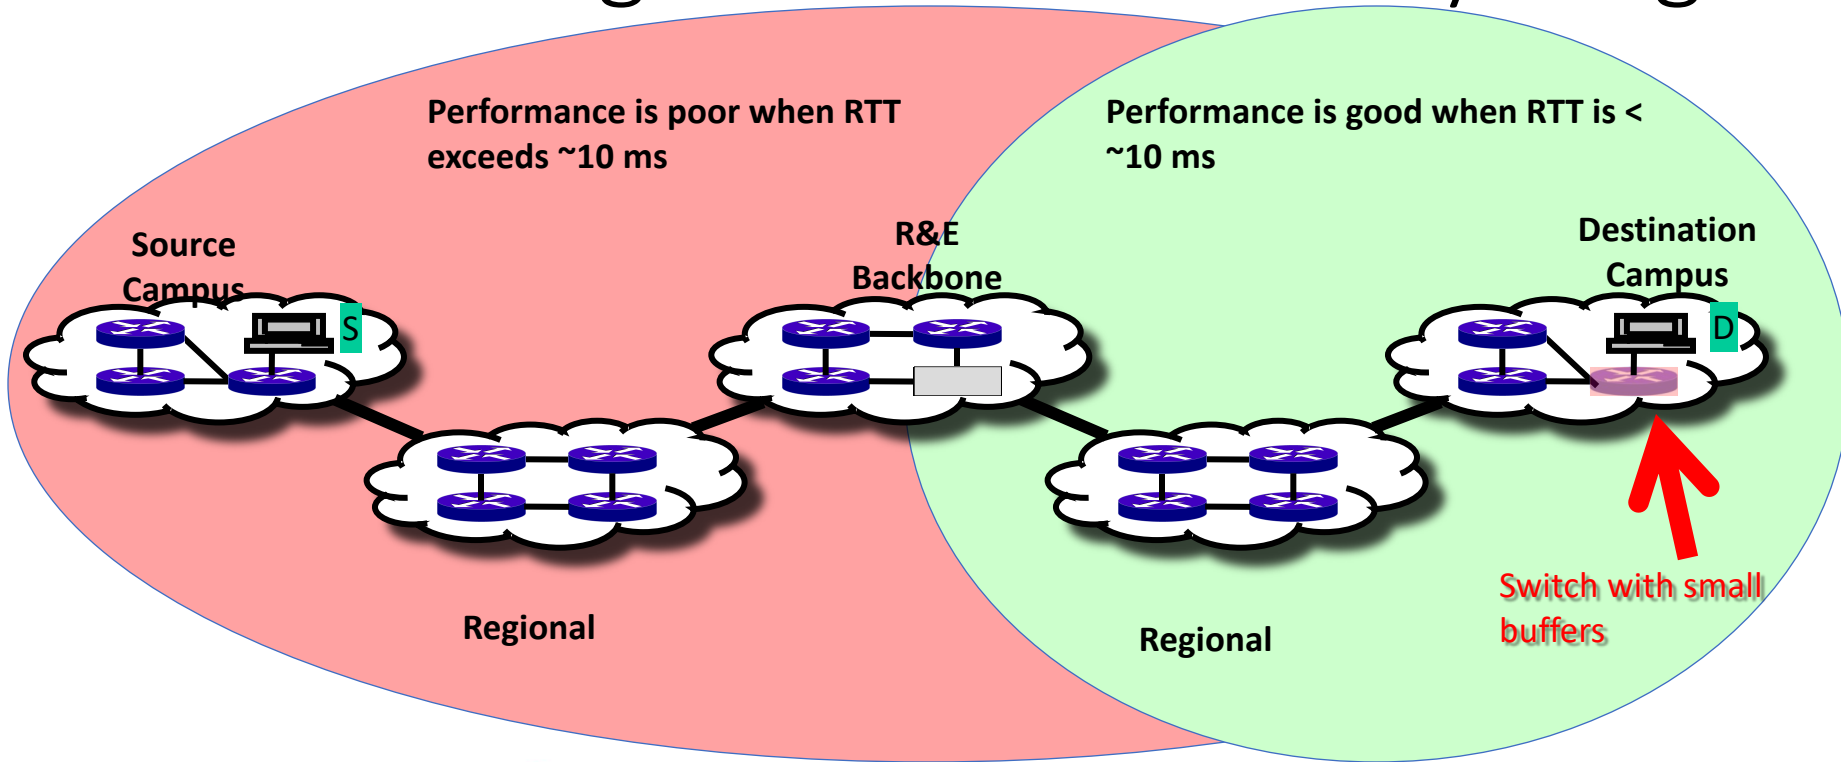 Performance is poor when RTT
exceeds ~10 ms
Performance is good when RTT is <
~10 ms
Source
Campus
R&E
Backbone
Destination
Campus
S
D
Switch with small
buffers
Regional
Regional